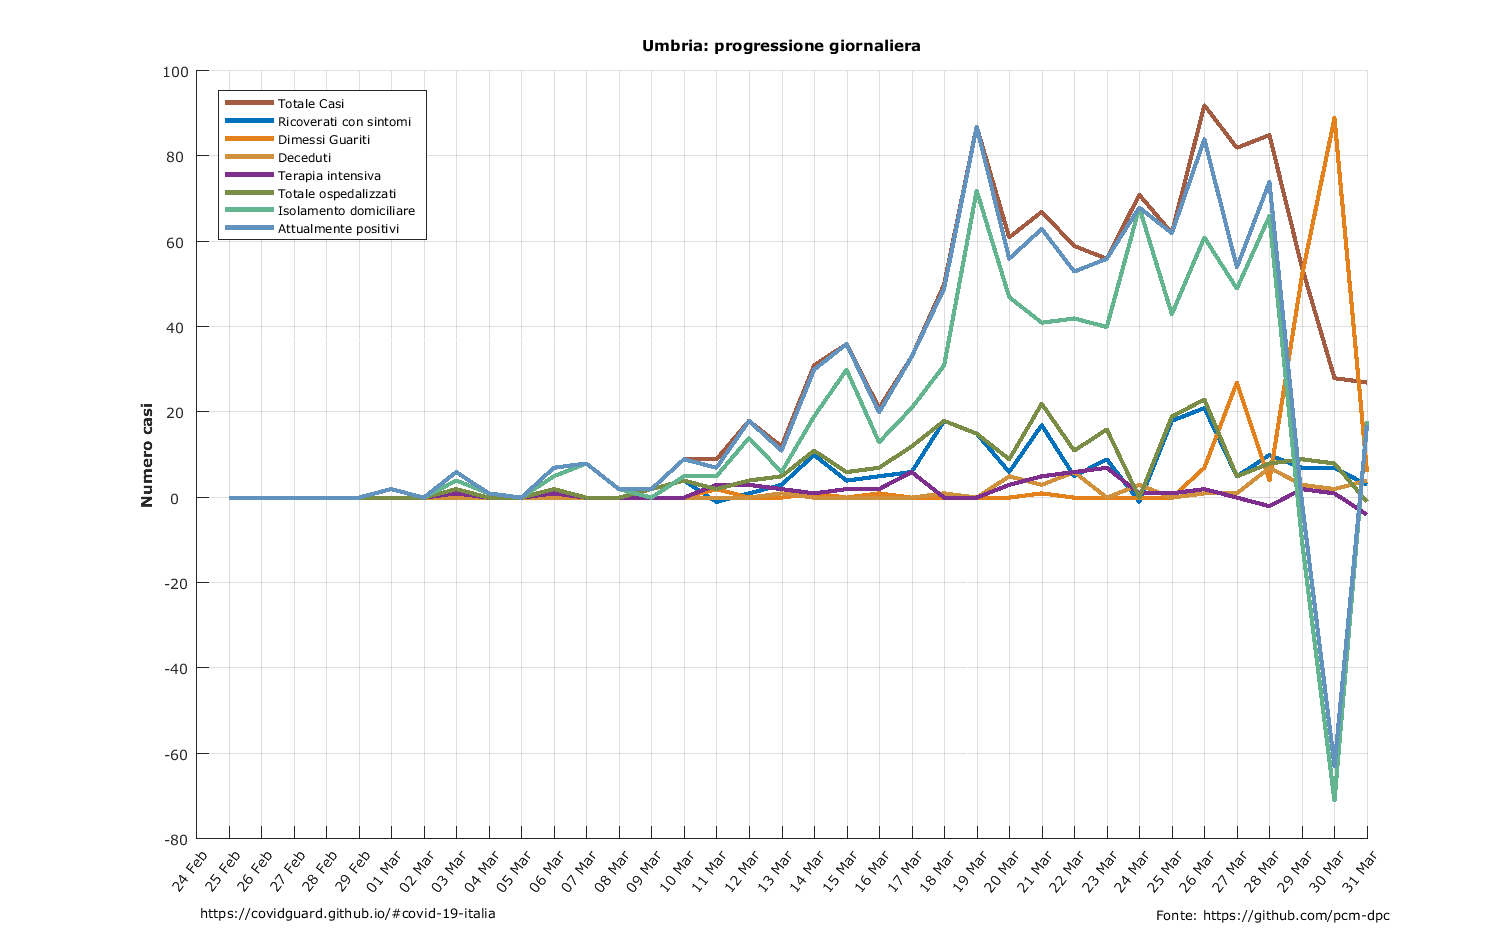 Umbria: progressione giornaliera
100
80
60
40
20
0
-20
-40
-60
-80
Numero casi
Totale Casi
Ricoverati con sintomi
Dimessi Guariti
Deceduti
Terapia intensiva
Totale ospedalizzati
Isolamento domiciliare
Attualmente positivi
24 Feb
25 Feb
26 Feb
27 Feb
28 Feb
29 Feb
01 Mar
02 Mar
03 Mar
04 Mar
05 Mar
06 Mar
07 Mar
08 Mar
09 Mar
10 Mar
11 Mar
12 Mar
13 Mar
14 Mar
15 Mar
16 Mar
17 Mar
18 Mar
19 Mar
20 Mar
21 Mar
22 Mar
23 Mar
24 Mar
25 Mar
26 Mar
27 Mar
28 Mar
29 Mar
30 Mar
31 Mar
https://covidguard.github.io/#covid-19-italia
Fonte: https://github.com/pcm-dpc